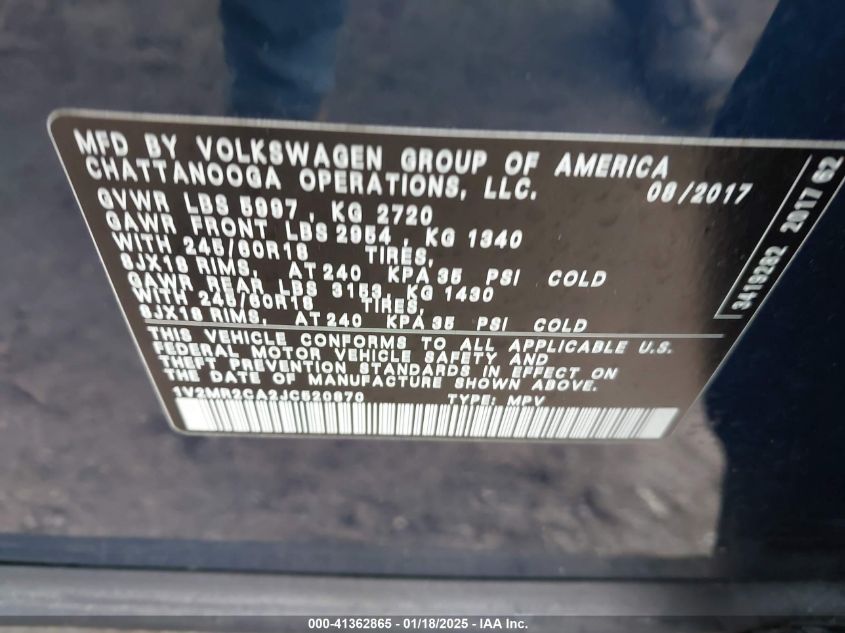 MFD BY VOLKSWAGEN GROUP OF AMERICA
CHATTANOOGA OPERATIONS, LLC.
08/2017
GVWR LBS 5997, KG 2720
GAWR FRONT LBS 2954, KG 1340
WITH 245/60R18 TIRES,
8JX18 RIMS, AT 240 KPA 35 PSI COLD
GAWR REAR LBS 3153, KG 1430
WITH 245/60R18 TIRES,
8JX18 RIMS, AT 240 KPA 35 PSI COLD
THIS VEHICLE CONFORMS TO ALL APPLICABLE U.S.
FEDERAL MOTOR VEHICLE SAFETY AND
THEFT PREVENTION STANDARDS IN EFFECT ON
THE DATE OF MANUFACTURE SHOWN ABOVE.
1V2MR2CA2JC520870 TYPE: MPV
3419282 2017 62
000-41362865 - 01/18/2025 - IAA Inc.